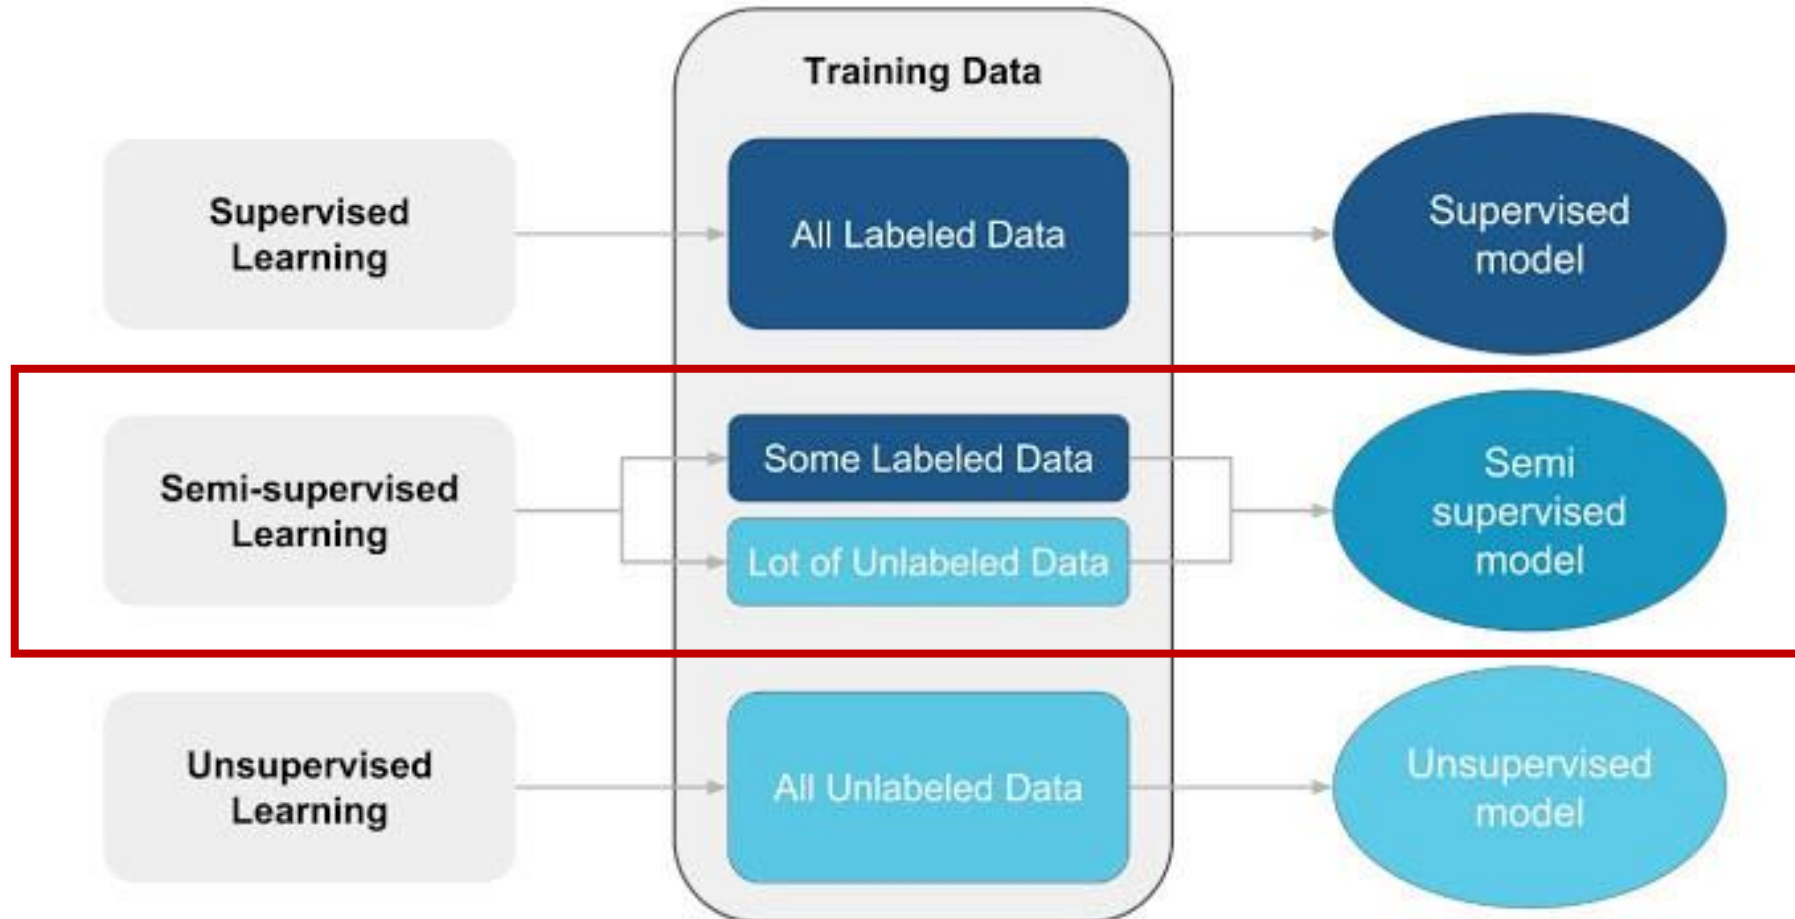 Training Data
Supervised
Learning
All Labeled Data
Supervised
model
Semi-supervised
Learning
Some Labeled Data
Lot of Unlabeled Data
Semi
supervised
model
Unsupervised
Learning
All Unlabeled Data
Unsupervised
model